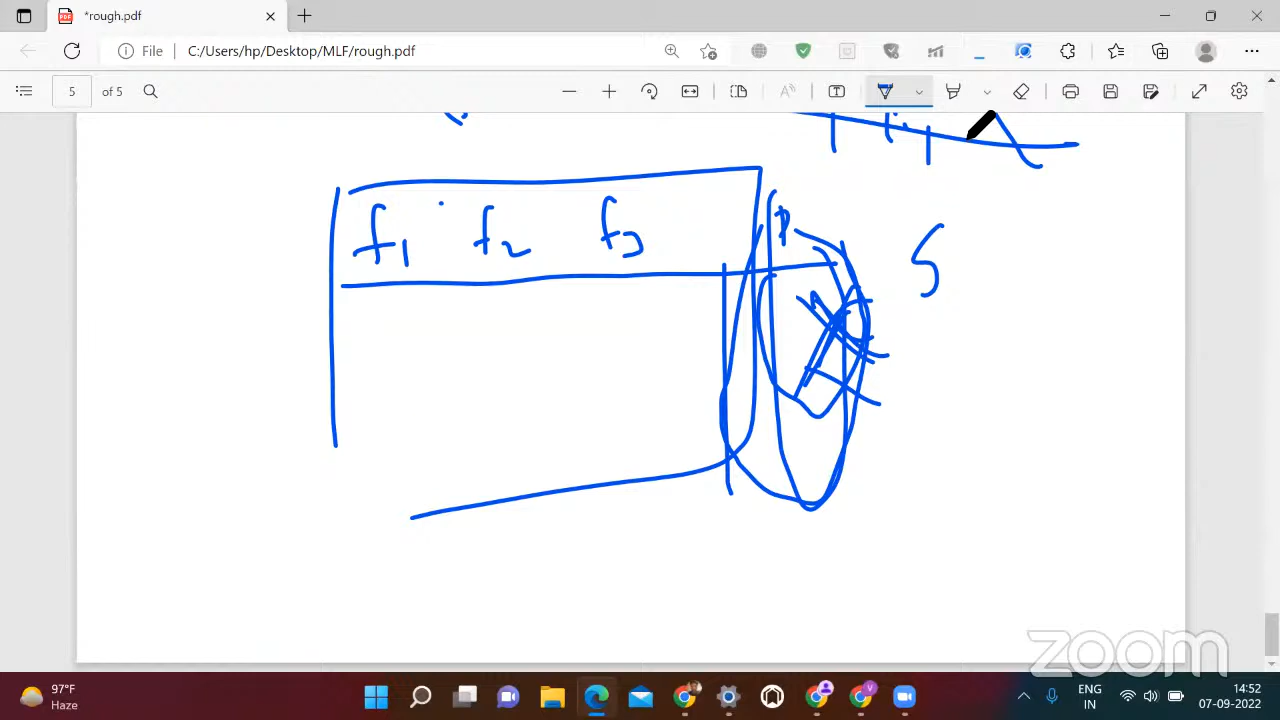 *rough.pdf
File C:/Users/hp/Desktop/MLF/rough.pdf
5 of 5
f1 f2 f3 P
S
zoom
97°F
Haze
ENG
IN
14:52
07-09-2022